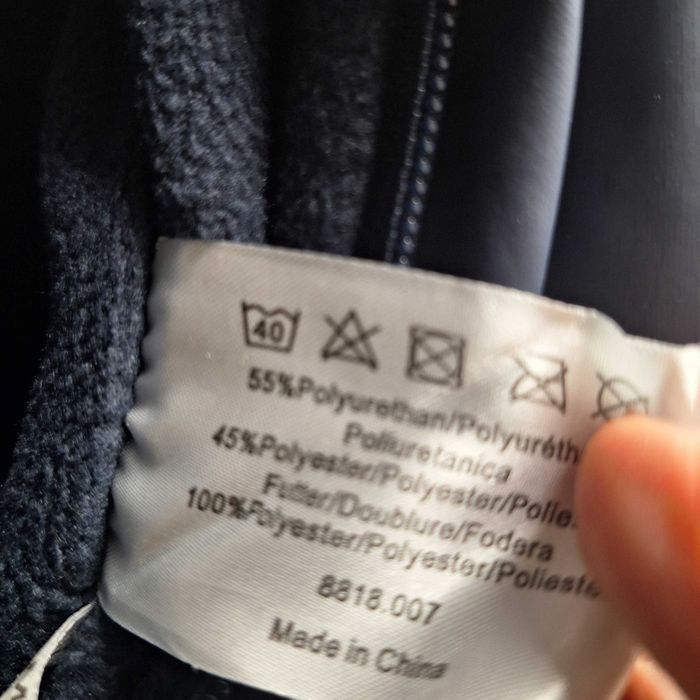 40
55%Polyurethan/Polyuréth
Poliuretanica
45%Polyester/Polyester/Polie
Futter/Doublure/Fodera
100%Polyester/Polyester/Polieste
8818.007
Made in China